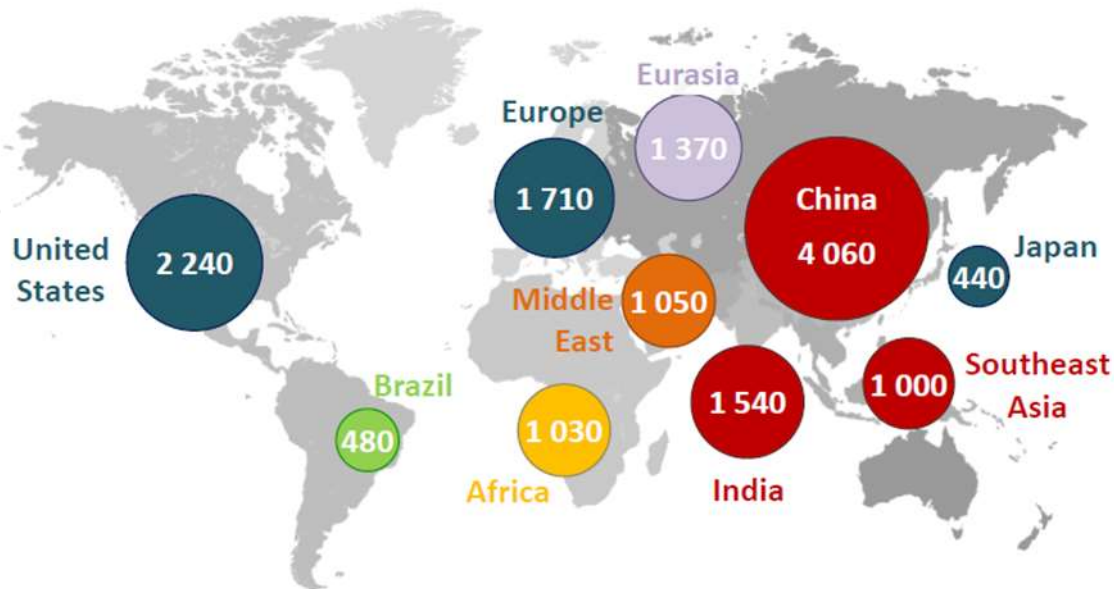 Eurasia
1 370
Europe
1 710
China
4 060
United
States
2 240
Japan
440
Middle
East
1 050
Brazil
480
Africa
1 030
1 540
India
1 000
Southeast
Asia